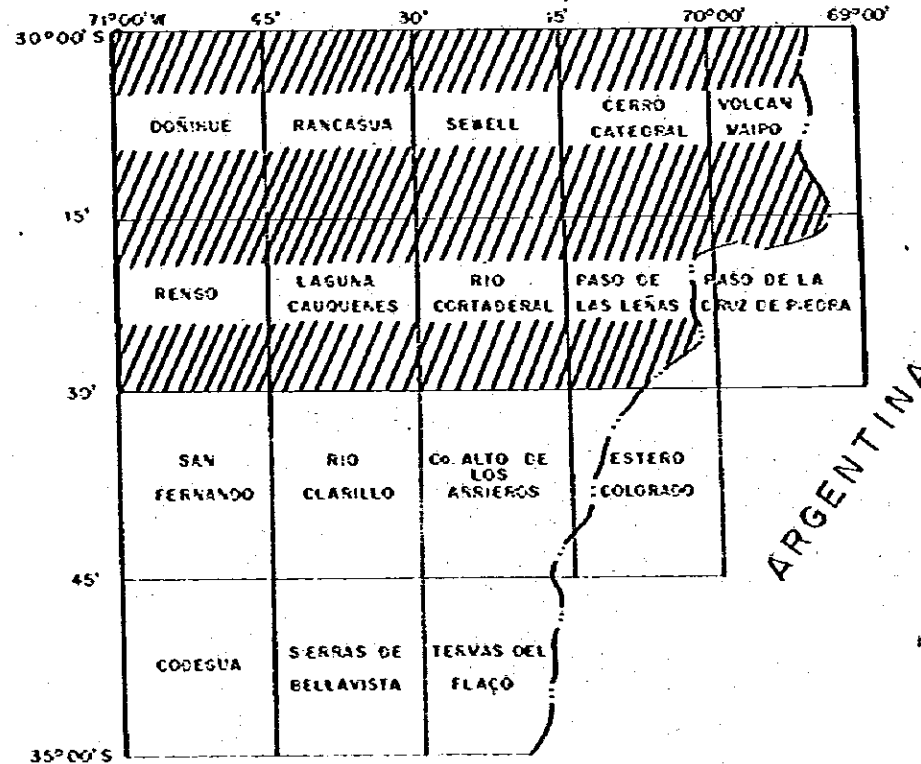 71°00'W 45' 30' 15' 70°00' 69°00'
30°00'S
DOÑIHUE RANCAGUA SEWELL CERRO CATEDRAL VOLCAN MAIPO
15'
RENGO LAGUNA CAUQUENES RIO CORTADERAL PASO DE LAS LEÑAS PASO DE LA CRUZ DE PIEDRA
30'
SAN FERNANDO RIO CLARILLO Co. ALTO DE LOS ARRIEROS ESTERO COLORADO
ARGENTINA
45'
CODEGUA SIERRAS DE BELLAVISTA TERMAS DEL FLACO
35°00'S